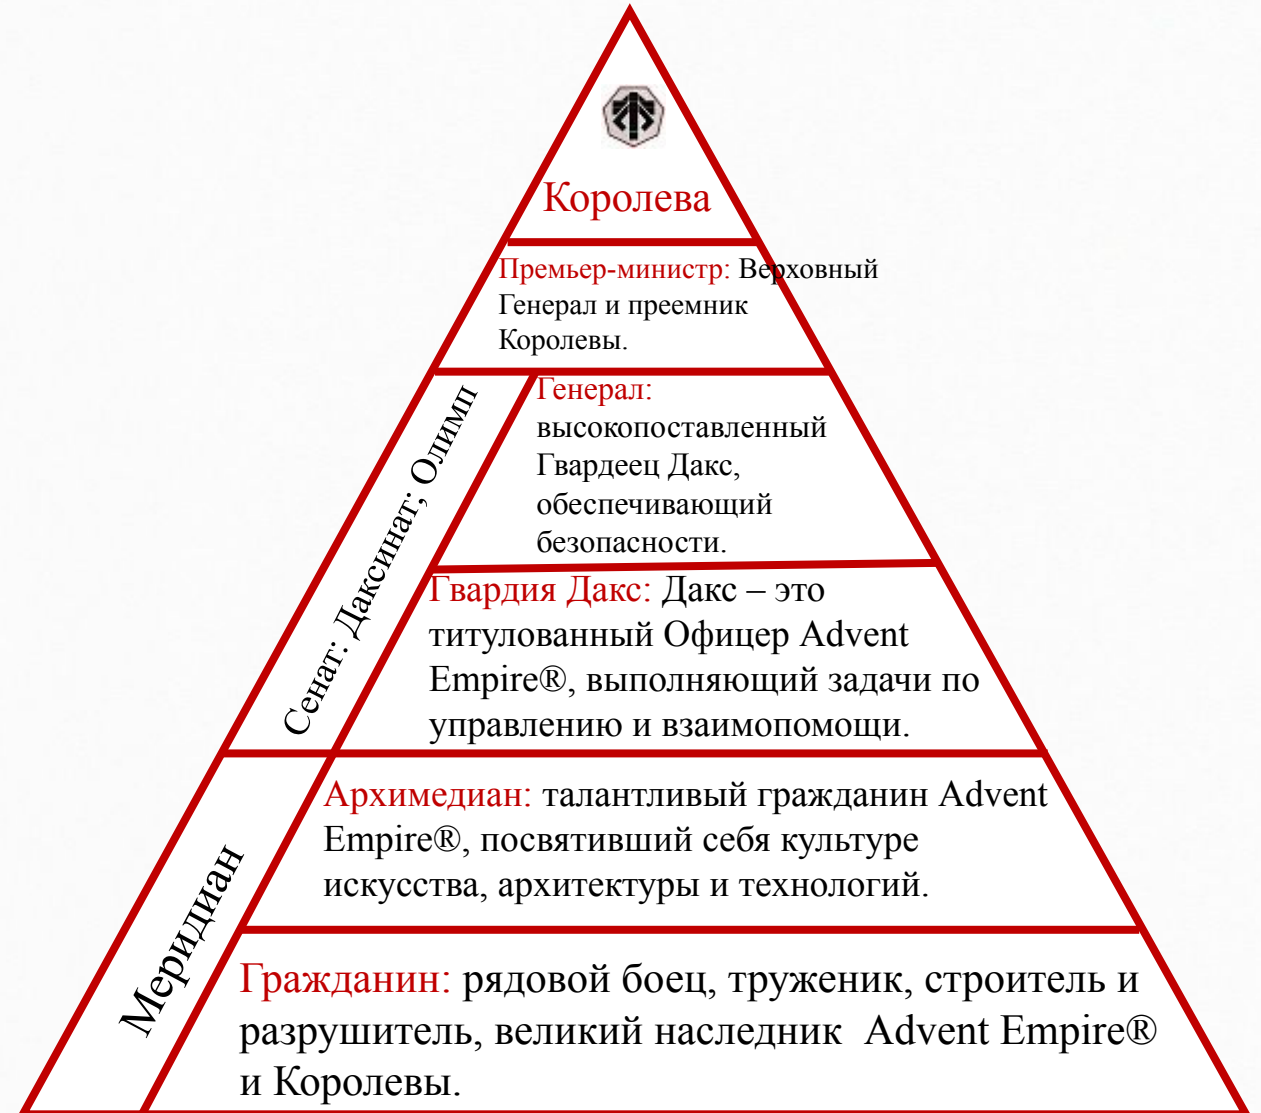 Королева
Премьер-министр: Верховный
Генерал и преемник
Королевы.
Сенат: Даксинат; Олимп
Генерал:
высокопоставленный
Гвардеец Дакс,
обеспечивающий
безопасности.
Гвардия Дакс: Дакс – это
титулованный Офицер Advent
Empire®, выполняющий задачи по
управлению и взаимопомощи.
Меридиан
Архимедиан: талантливый гражданин Advent
Empire®, посвятивший себя культуре
искусства, архитектуры и технологий.
Гражданин: рядовой боец, труженик, строитель и
разрушитель, великий наследник Advent Empire®
и Королевы.